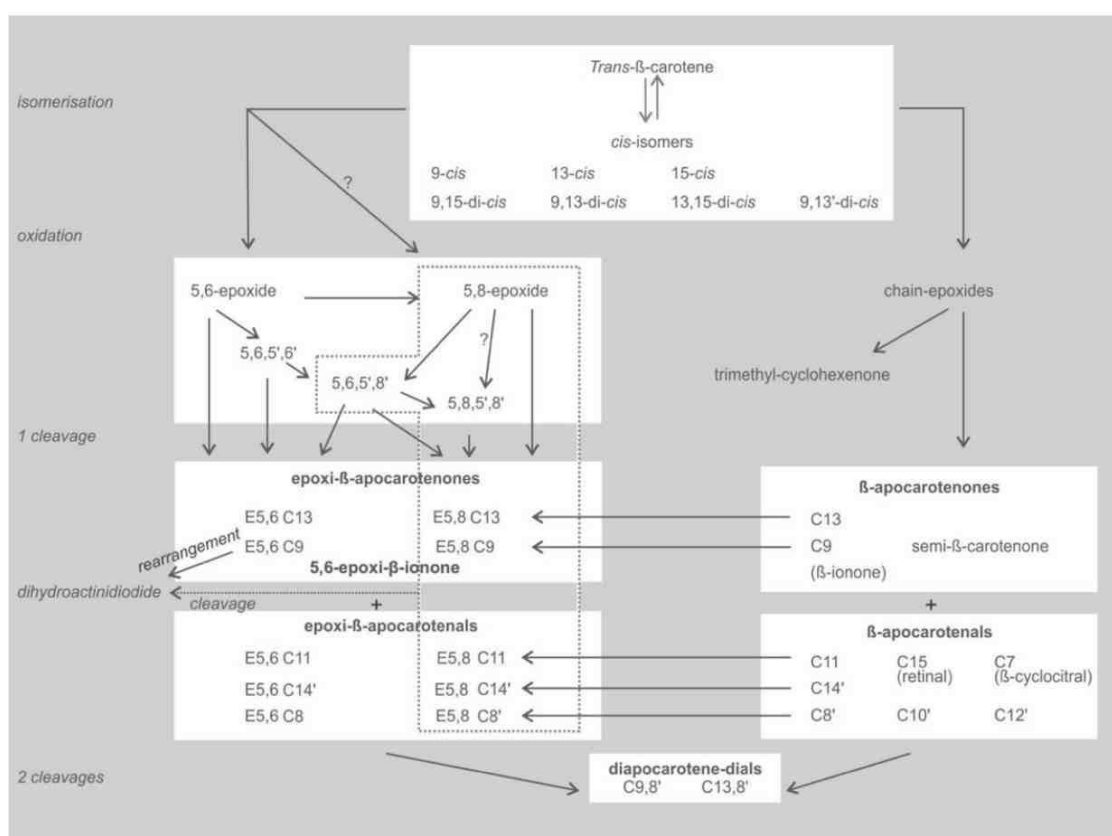 Trans-ß-carotene
isomerisation
cis-isomers
9-cis 13-cis 15-cis
?
9,15-di-cis 9,13-di-cis 13,15-di-cis 9,13'-di-cis
oxidation
5,6-epoxide 5,8-epoxide chain-epoxides
?
5,6,5',6'
5,6,5',8' trimethyl-cyclohexenone
5,8,5',8'
1 cleavage
epoxi-ß-apocarotenones ß-apocarotenones
E5,6 C13 E5,8 C13 C13
rearrangement
E5,6 C9 E5,8 C9 C9 semi-ß-carotenone
5,6-epoxi-β-ionone (ß-ionone)
dihydroactinidiodide
cleavage
+ +
epoxi-ß-apocarotenals ß-apocarotenals
E5,6 C11 E5,8 C11 C11 C15 C7
(retinal) (ß-cyclocitral)
E5,6 C14' E5,8 C14' C14'
E5,6 C8 E5,8 C8' C8' C10' C12'
2 cleavages
diapocarotene-dials
C9,8' C13,8'